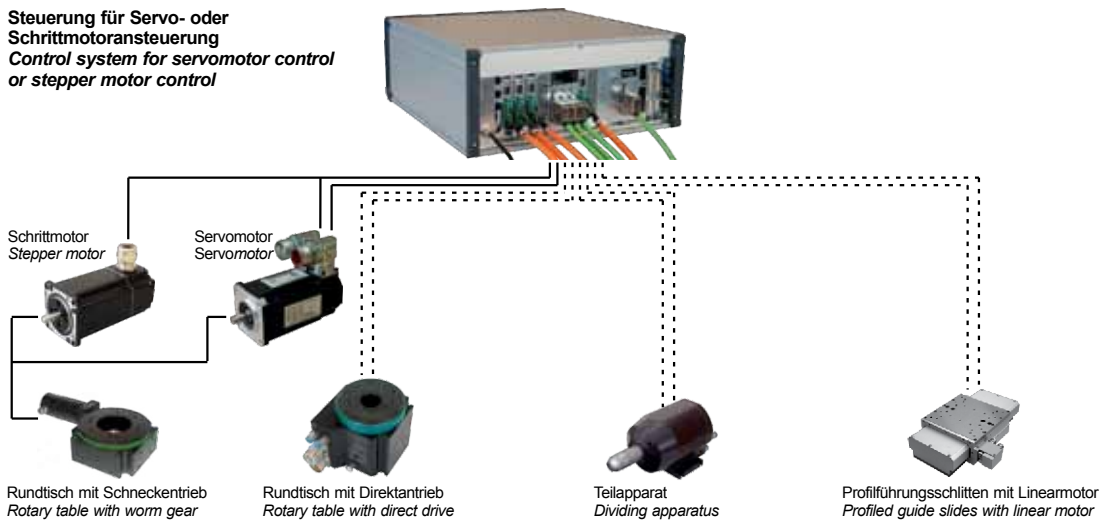 Steuerung für Servo- oder
Schrittmotoransteuerung
Control system for servomotor control
or stepper motor control
Schrittmotor
Stepper motor
Servomotor
Servomotor
Rundtisch mit Schneckentrieb
Rotary table with worm gear
Rundtisch mit Direktantrieb
Rotary table with direct drive
Teilapparat
Dividing apparatus
Profilführungsschlitten mit Linearmotor
Profiled guide slides with linear motor